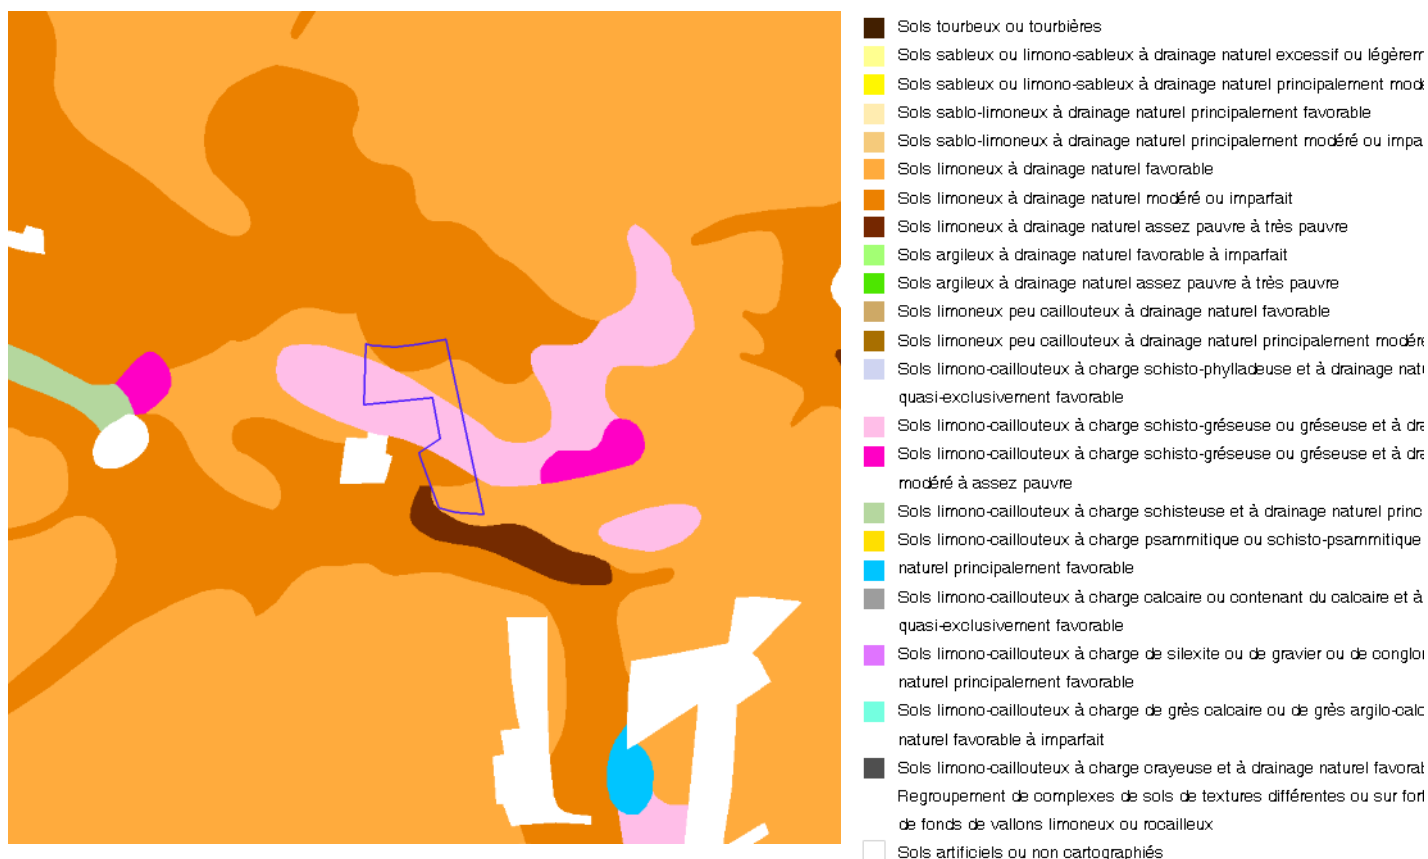 Sols tourbeux ou tourbières
Sols sableux ou limono-sableux à drainage naturel excessif ou légèrem
Sols sableux ou limono-sableux à drainage naturel principalement modé
Sols sablo-limoneux à drainage naturel principalement favorable
Sols sablo-limoneux à drainage naturel principalement modéré ou impa
Sols limoneux à drainage naturel favorable
Sols limoneux à drainage naturel modéré ou imparfait
Sols limoneux à drainage naturel assez pauvre à très pauvre
Sols argileux à drainage naturel favorable à imparfait
Sols argileux à drainage naturel assez pauvre à très pauvre
Sols limoneux peu caillouteux à drainage naturel favorable
Sols limoneux peu caillouteux à drainage naturel principalement modéré
Sols limono-caillouteux à charge schisto-phylladeuse et à drainage natu
quasi-exclusivement favorable
Sols limono-caillouteux à charge schisto-gréseuse ou gréseuse et à dra
Sols limono-caillouteux à charge schisto-gréseuse ou gréseuse et à dra
modéré à assez pauvre
Sols limono-caillouteux à charge schisteuse et à drainage naturel princ
Sols limono-caillouteux à charge psammitique ou schisto-psammitique
naturel principalement favorable
Sols limono-caillouteux à charge calcaire ou contenant du calcaire et à
quasi-exclusivement favorable
Sols limono-caillouteux à charge de silexite ou de gravier ou de conglo
naturel principalement favorable
Sols limono-caillouteux à charge de grès calcaire ou de grès argilo-calc
naturel favorable à imparfait
Sols limono-caillouteux à charge crayeuse et à drainage naturel favorab
Regroupement de complexes de sols de textures différentes ou sur fort
de fonds de vallons limoneux ou rocailleux
Sols artificiels ou non cartographiés